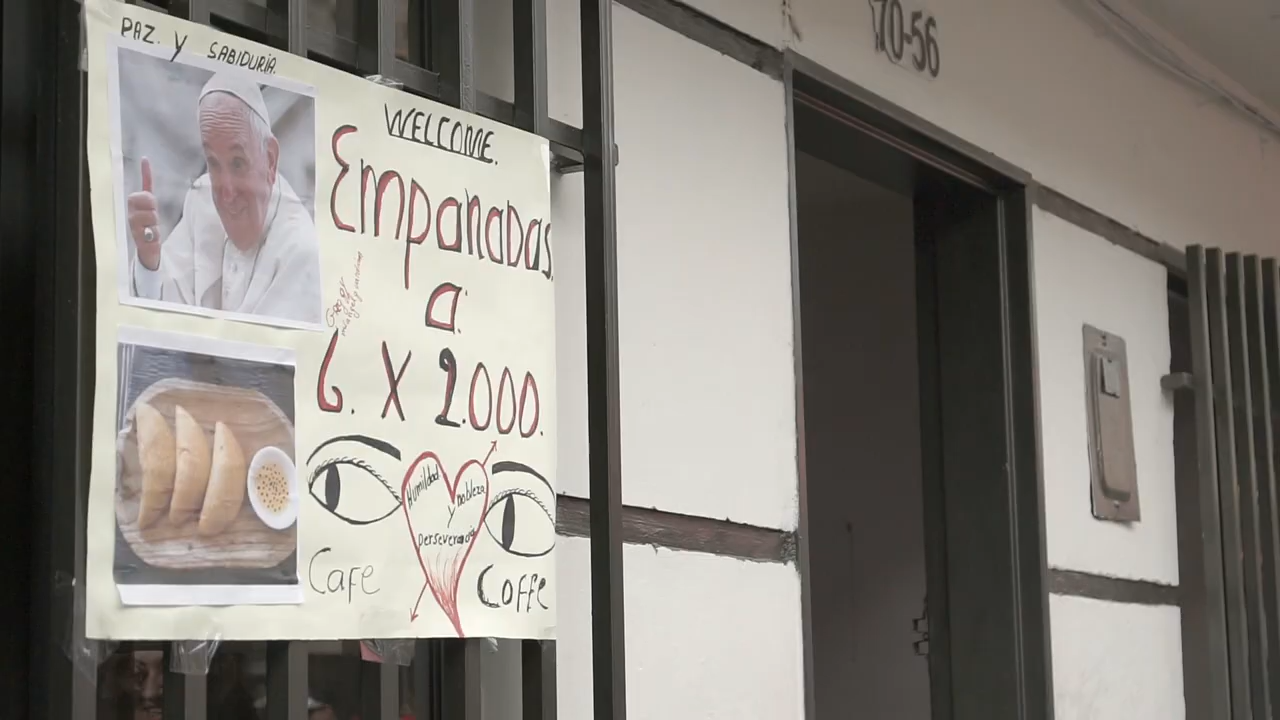 PAZ. Y SABIDURIA.
WELCOME.
Empanadas
a:
6. X 2.000.
Humildad
y nobleza
Perseverancia
Cafe
Coffe
70-56